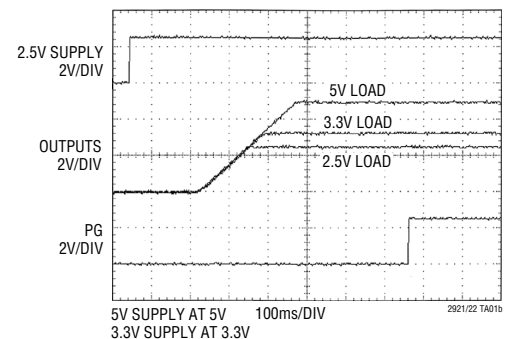 2.5V SUPPLY
2V/DIV
5V LOAD
3.3V LOAD
OUTPUTS
2V/DIV
2.5V LOAD
PG
2V/DIV
5V SUPPLY AT 5V
3.3V SUPPLY AT 3.3V
100ms/DIV
2921/22 TA01b